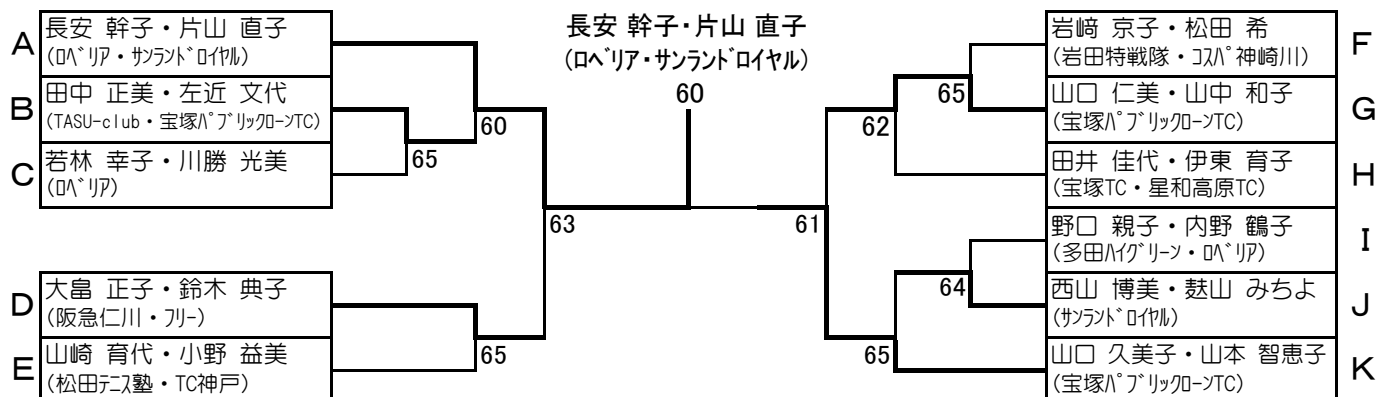 長安 幹子・片山 直子
(ﾛﾍﾞﾘｱ・ｻﾝﾗﾝﾄﾞﾛｲﾔﾙ)
60
A
長安 幹子・片山 直子
(ﾛﾍﾞﾘｱ・ｻﾝﾗﾝﾄﾞﾛｲﾔﾙ)
B
田中 正美・左近 文代
(TASU-club・宝塚ﾊﾟﾌﾞﾘｯｸﾛｰﾝTC)
C
若林 幸子・川勝 光美
(ﾛﾍﾞﾘｱ)
65
60
63
D
大畠 正子・鈴木 典子
(阪急仁川・ﾌﾘｰ)
E
山崎 育代・小野 益美
(松田ﾃﾆｽ塾・TC神戸)
65
岩﨑 京子・松田 希
(岩田特戦隊・ｺｽﾊﾟ神崎川)
F
山口 仁美・山中 和子
(宝塚ﾊﾟﾌﾞﾘｯｸﾛｰﾝTC)
G
田井 佳代・伊東 育子
(宝塚TC・星和高原TC)
H
65
62
61
野口 親子・内野 鶴子
(多田ﾊｲｸﾞﾘｰﾝ・ﾛﾍﾞﾘｱ)
I
西山 博美・麸山 みちよ
(ｻﾝﾗﾝﾄﾞﾛｲﾔﾙ)
J
山口 久美子・山本 智恵子
(宝塚ﾊﾟﾌﾞﾘｯｸﾛｰﾝTC)
K
64
65